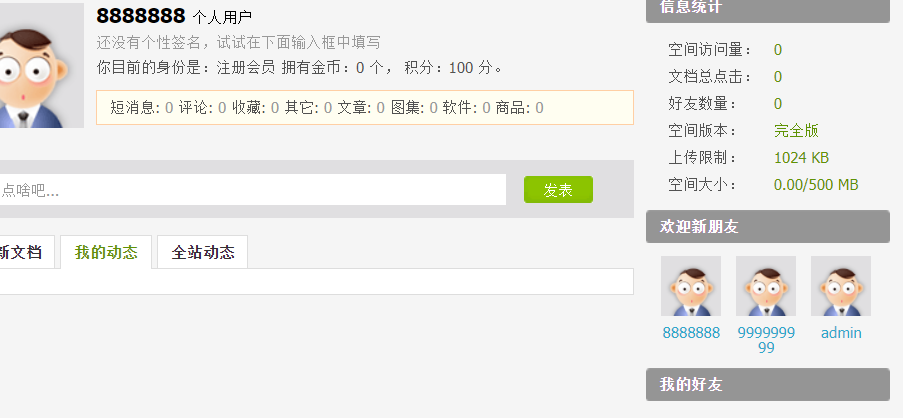 8888888 个人用户
还没有个性签名，试试在下面输入框中填写
你目前的身份是：注册会员 拥有金币：0 个， 积分：100 分。
短消息: 0 评论: 0 收藏: 0 其它: 0 文章: 0 图集: 0 软件: 0 商品: 0
点啥吧...
发表
新文档
我的动态
全站动态
信息统计
空间访问量： 0
文档总点击： 0
好友数量： 0
空间版本： 完全版
上传限制： 1024 KB
空间大小： 0.00/500 MB
欢迎新朋友
8888888
9999999
99
admin
我的好友